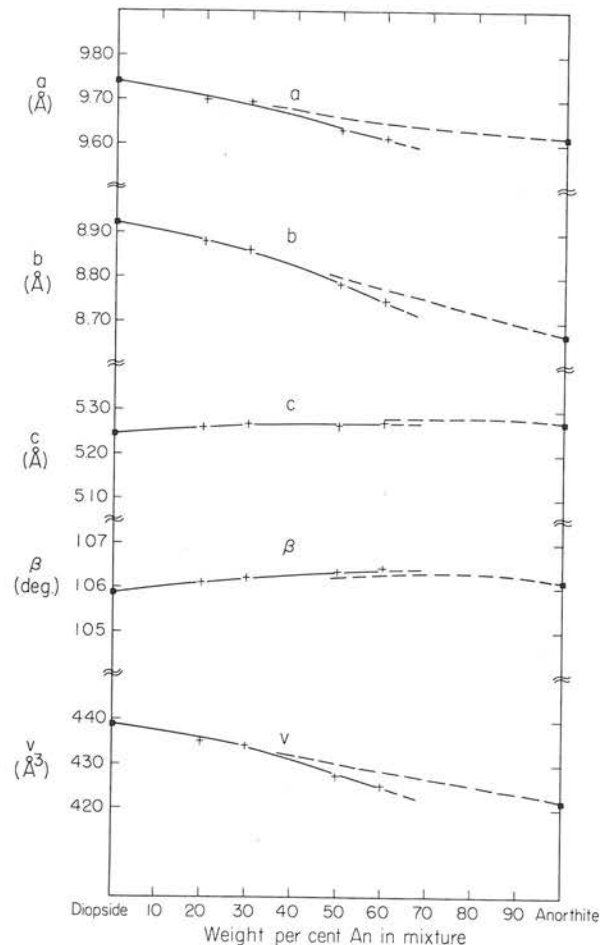 9.80
a
(Å)
9.70
a
9.60
8.90
b
b
(Å)
8.80
8.70
5.30
c
c
(Å)
5.20
5.10
107
β
β
(deg.)
106
105
440
v
v
(Å³)
430
420
Diopside 10 20 30 40 50 60 70 80 90 Anorthite
Weight per cent An in mixture